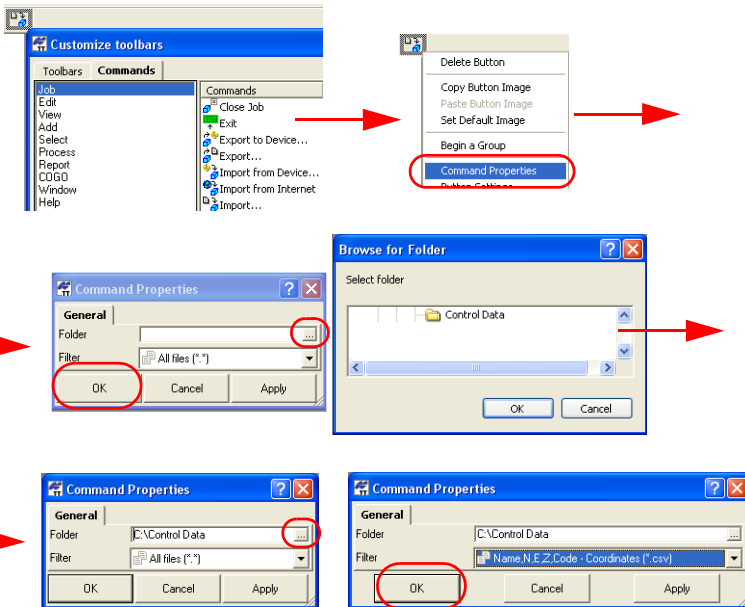 Customize toolbars
Toolbars Commands
Job
Edit
View
Add
Select
Process
Report
COGO
Window
Help
Commands
Close Job
Exit
Export to Device...
Export...
Import from Device...
Import from Internet
Import...
Delete Button
Copy Button Image
Paste Button Image
Set Default Image
Begin a Group
Command Properties
Button Settings
Command Properties
General
Folder ...
Filter All files (*.*)
OK Cancel Apply
Browse for Folder
Select folder
Control Data
OK Cancel
Command Properties
General
Folder C:\Control Data ...
Filter All files (*.*)
OK Cancel Apply
Command Properties
General
Folder C:\Control Data ...
Filter Name,N,E,Z,Code - Coordinates (*.csv)
OK Cancel Apply